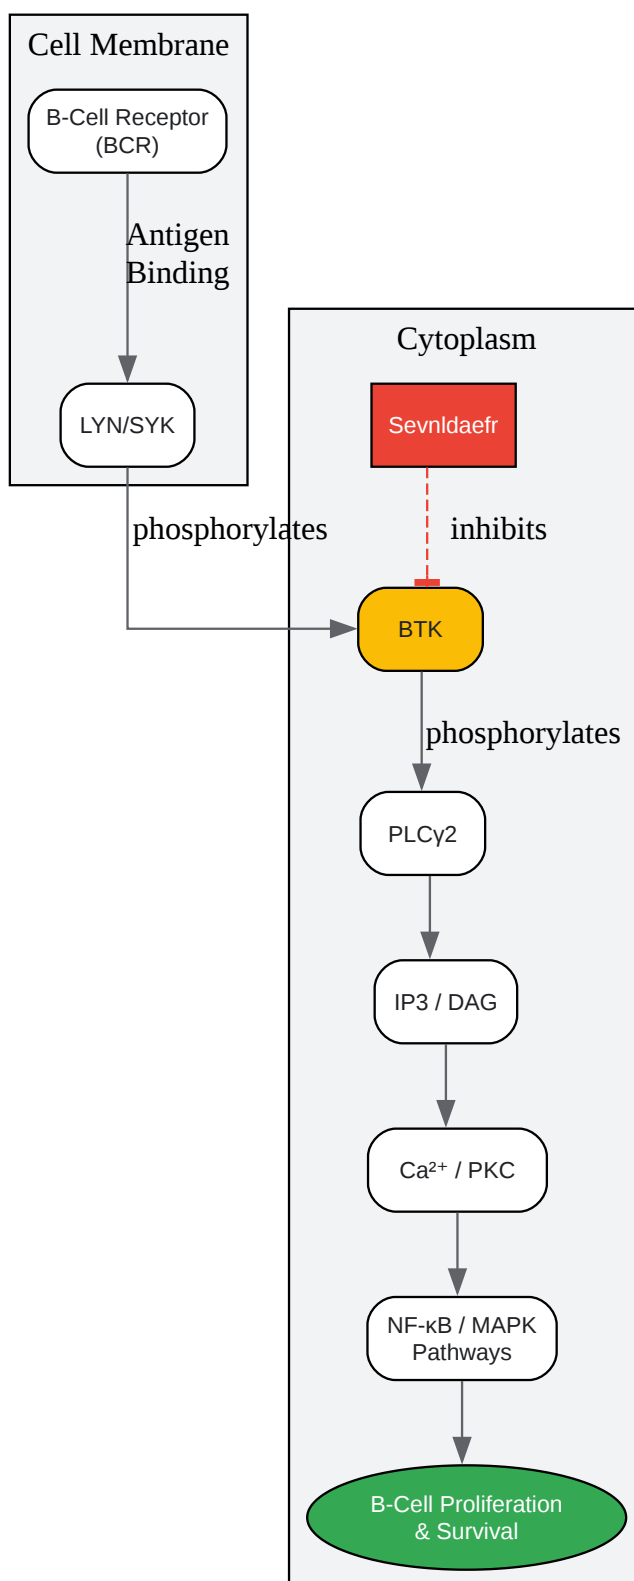 Cell Membrane
B-Cell Receptor
(BCR)
Antigen
Binding
LYN/SYK
phosphorylates
Cytoplasm
Sevnldaefr
inhibits
BTK
phosphorylates
PLCγ2
IP3 / DAG
Ca²⁺ / PKC
NF-κB / MAPK
Pathways
B-Cell Proliferation
& Survival